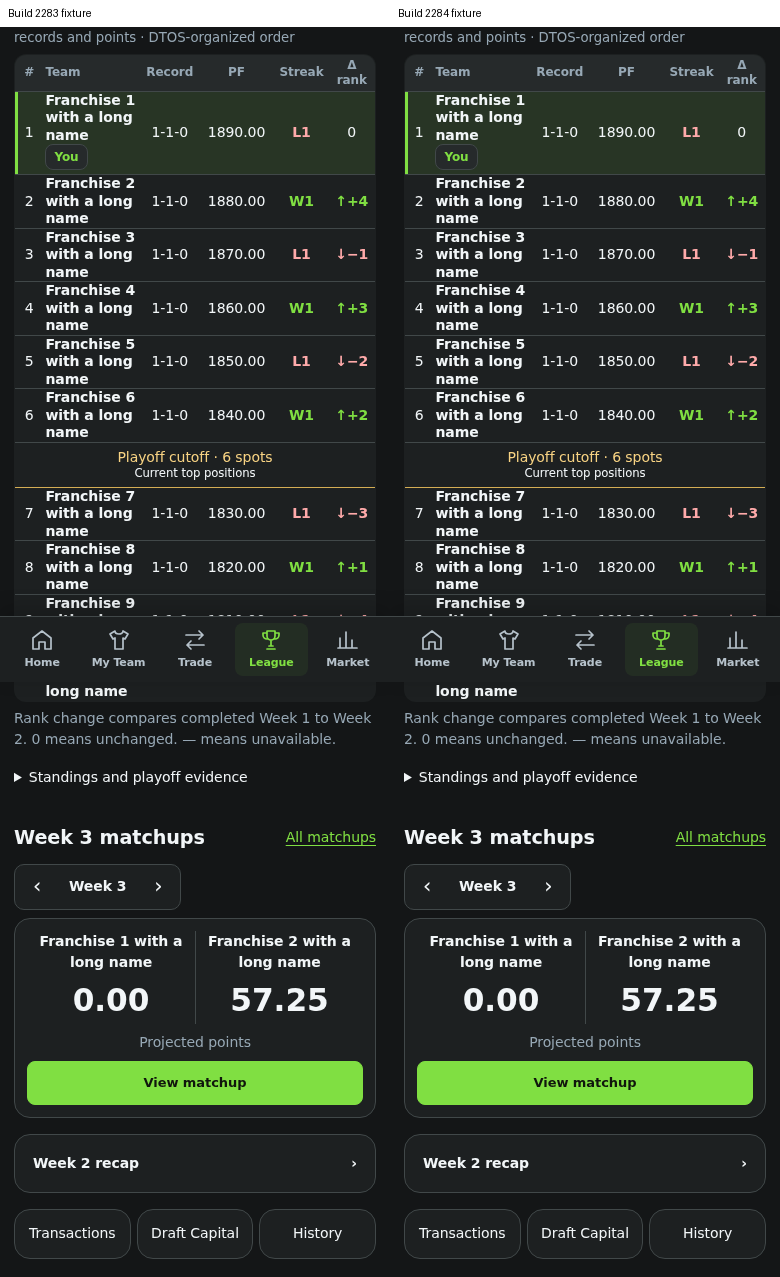 Build 2283 fixture
records and points · DTOS-organized order
# Team Record PF Streak Δ rank
1 Franchise 1 with a long name You 1-1-0 1890.00 L1 0
2 Franchise 2 with a long name 1-1-0 1880.00 W1 ↑+4
3 Franchise 3 with a long name 1-1-0 1870.00 L1 ↓−1
4 Franchise 4 with a long name 1-1-0 1860.00 W1 ↑+3
5 Franchise 5 with a long name 1-1-0 1850.00 L1 ↓−2
6 Franchise 6 with a long name 1-1-0 1840.00 W1 ↑+2
Playoff cutoff · 6 spots
Current top positions
7 Franchise 7 with a long name 1-1-0 1830.00 L1 ↓−3
8 Franchise 8 with a long name 1-1-0 1820.00 W1 ↑+1
Franchise 9
Home My Team Trade League Market
long name
Rank change compares completed Week 1 to Week
2. 0 means unchanged. — means unavailable.
Standings and playoff evidence
Week 3 matchups All matchups
‹ Week 3 ›
Franchise 1 with a long name Franchise 2 with a long name
0.00 57.25
Projected points
View matchup
Week 2 recap ›
Transactions Draft Capital History
Build 2284 fixture
records and points · DTOS-organized order
# Team Record PF Streak Δ rank
1 Franchise 1 with a long name You 1-1-0 1890.00 L1 0
2 Franchise 2 with a long name 1-1-0 1880.00 W1 ↑+4
3 Franchise 3 with a long name 1-1-0 1870.00 L1 ↓−1
4 Franchise 4 with a long name 1-1-0 1860.00 W1 ↑+3
5 Franchise 5 with a long name 1-1-0 1850.00 L1 ↓−2
6 Franchise 6 with a long name 1-1-0 1840.00 W1 ↑+2
Playoff cutoff · 6 spots
Current top positions
7 Franchise 7 with a long name 1-1-0 1830.00 L1 ↓−3
8 Franchise 8 with a long name 1-1-0 1820.00 W1 ↑+1
Franchise 9
Home My Team Trade League Market
long name
Rank change compares completed Week 1 to Week
2. 0 means unchanged. — means unavailable.
Standings and playoff evidence
Week 3 matchups All matchups
‹ Week 3 ›
Franchise 1 with a long name Franchise 2 with a long name
0.00 57.25
Projected points
View matchup
Week 2 recap ›
Transactions Draft Capital History